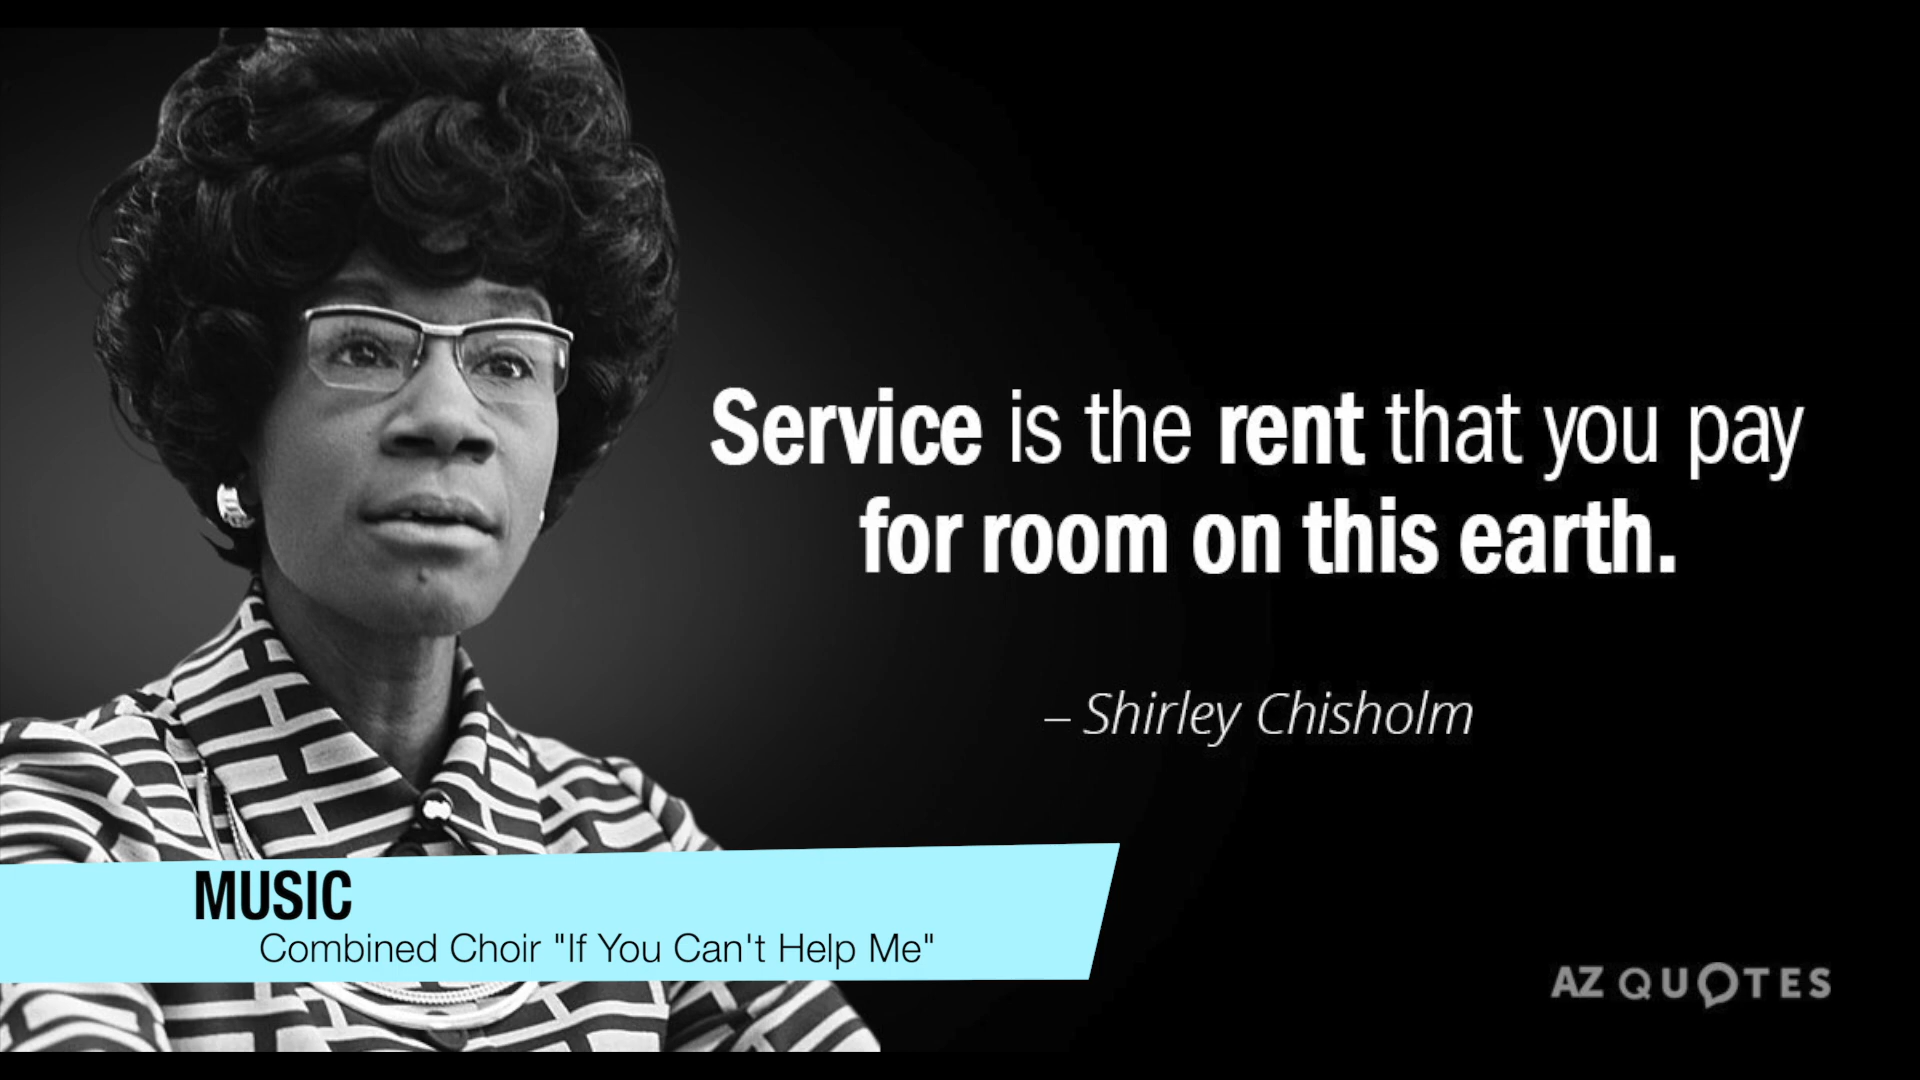 Service is the rent that you pay
for room on this earth.
– Shirley Chisholm
MUSIC
Combined Choir "If You Can't Help Me"
AZ QUOTES